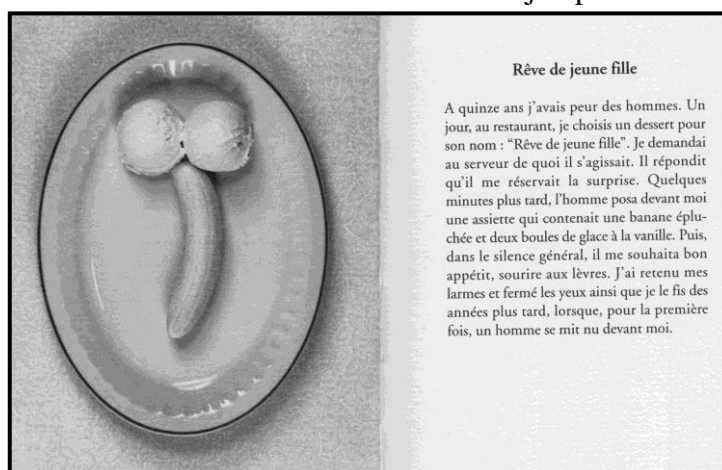 Rêve de jeune fille
A quinze ans j'avais peur des hommes. Un
jour, au restaurant, je choisis un dessert pour
son nom : “Rêve de jeune fille”. Je demandai
au serveur de quoi il s'agissait. Il répondit
qu'il me réservait la surprise. Quelques
minutes plus tard, l'homme posa devant moi
une assiette qui contenait une banane éplu-
chée et deux boules de glace à la vanille. Puis,
dans le silence général, il me souhaita bon
appétit, sourire aux lèvres. J'ai retenu mes
larmes et fermé les yeux ainsi que je le fis des
années plus tard, lorsque, pour la première
fois, un homme se mit nu devant moi.